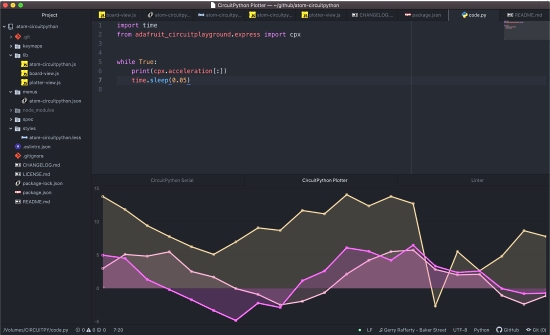 CircuitPython Plotter — ~/github/atom-circuitpython
Project
board-view.js
atom-circuitpy...
atom-circuitpy...
plotter-view.js
CHANGELOG....
package.json
code.py
README.md
atom-circuitpython
.git
keymaps
lib
atom-circuitpython.js
board-view.js
plotter-view.js
menus
atom-circuitpython.json
node_modules
spec
styles
atom-circuitpython.less
.eslintrc.json
.gitignore
CHANGELOG.md
LICENSE.md
package-lock.json
package.json
README.md
1 import time
2 from adafruit_circuitplayground.express import cpx
3
4
5 while True:
6 print(cpx.acceleration[:])
7 time.sleep(0.05)
8
CircuitPython Serial
CircuitPython Plotter
Linter
15
10
5
0
-5
/Volumes/CIRCUITPY/code.py 0 0 0 7:20
LF Gerry Rafferty - Baker Street UTF-8 Python GitHub Git (0)